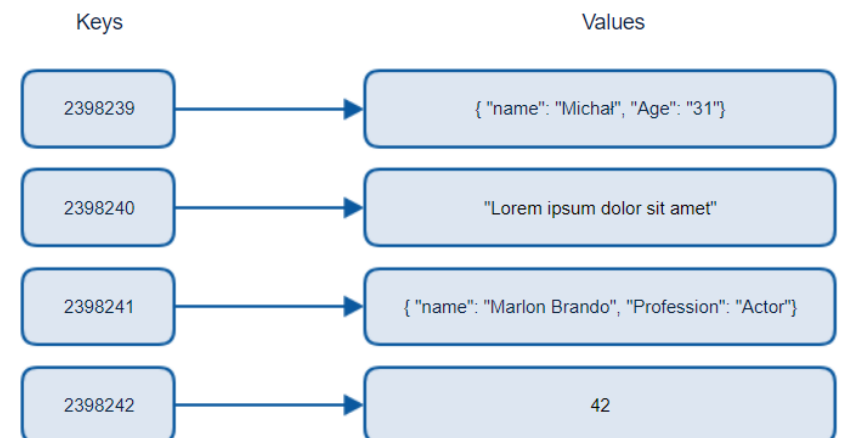 Keys
Values
2398239
{ "name": "Michał", "Age": "31"}
2398240
"Lorem ipsum dolor sit amet"
2398241
{ "name": "Marlon Brando", "Profession": "Actor"}
2398242
42